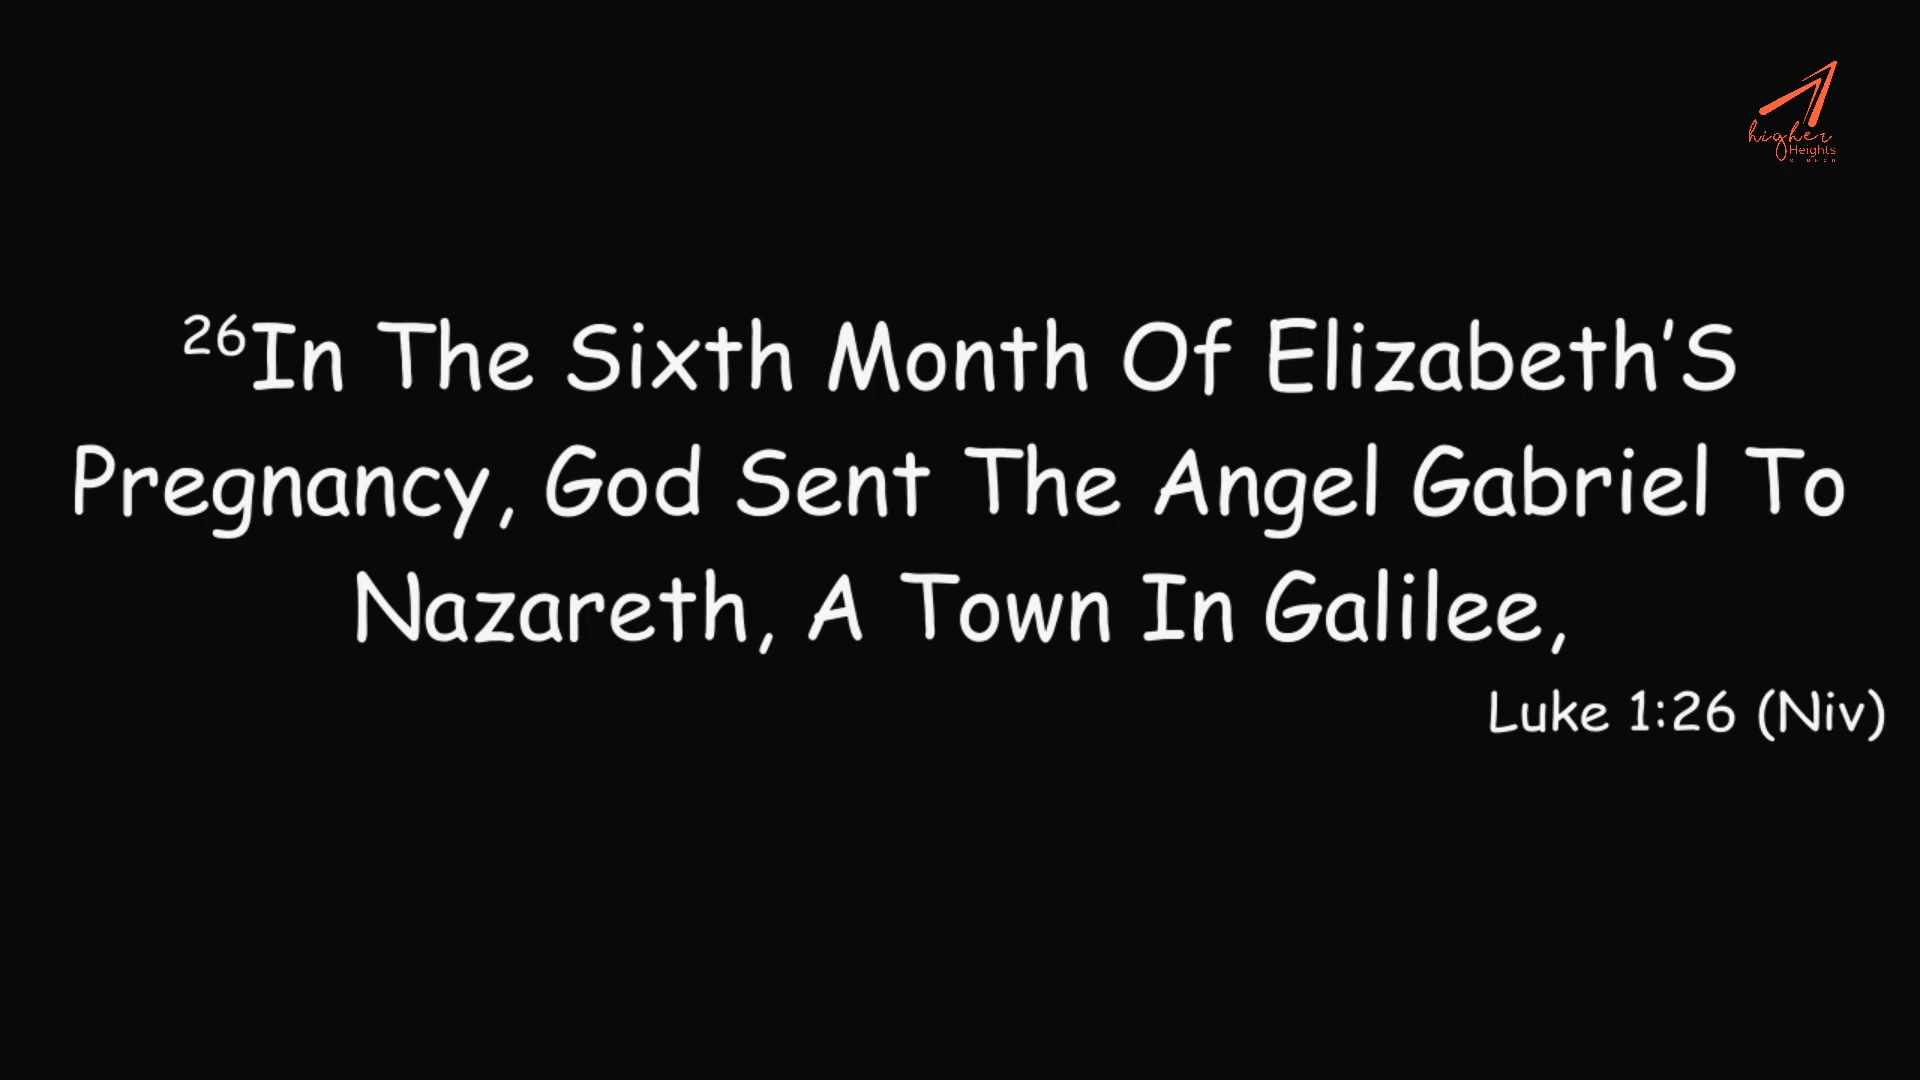 higher
Heights
26In The Sixth Month Of Elizabeth'S
Pregnancy, God Sent The Angel Gabriel To
Nazareth, A Town In Galilee,
Luke 1:26 (Niv)